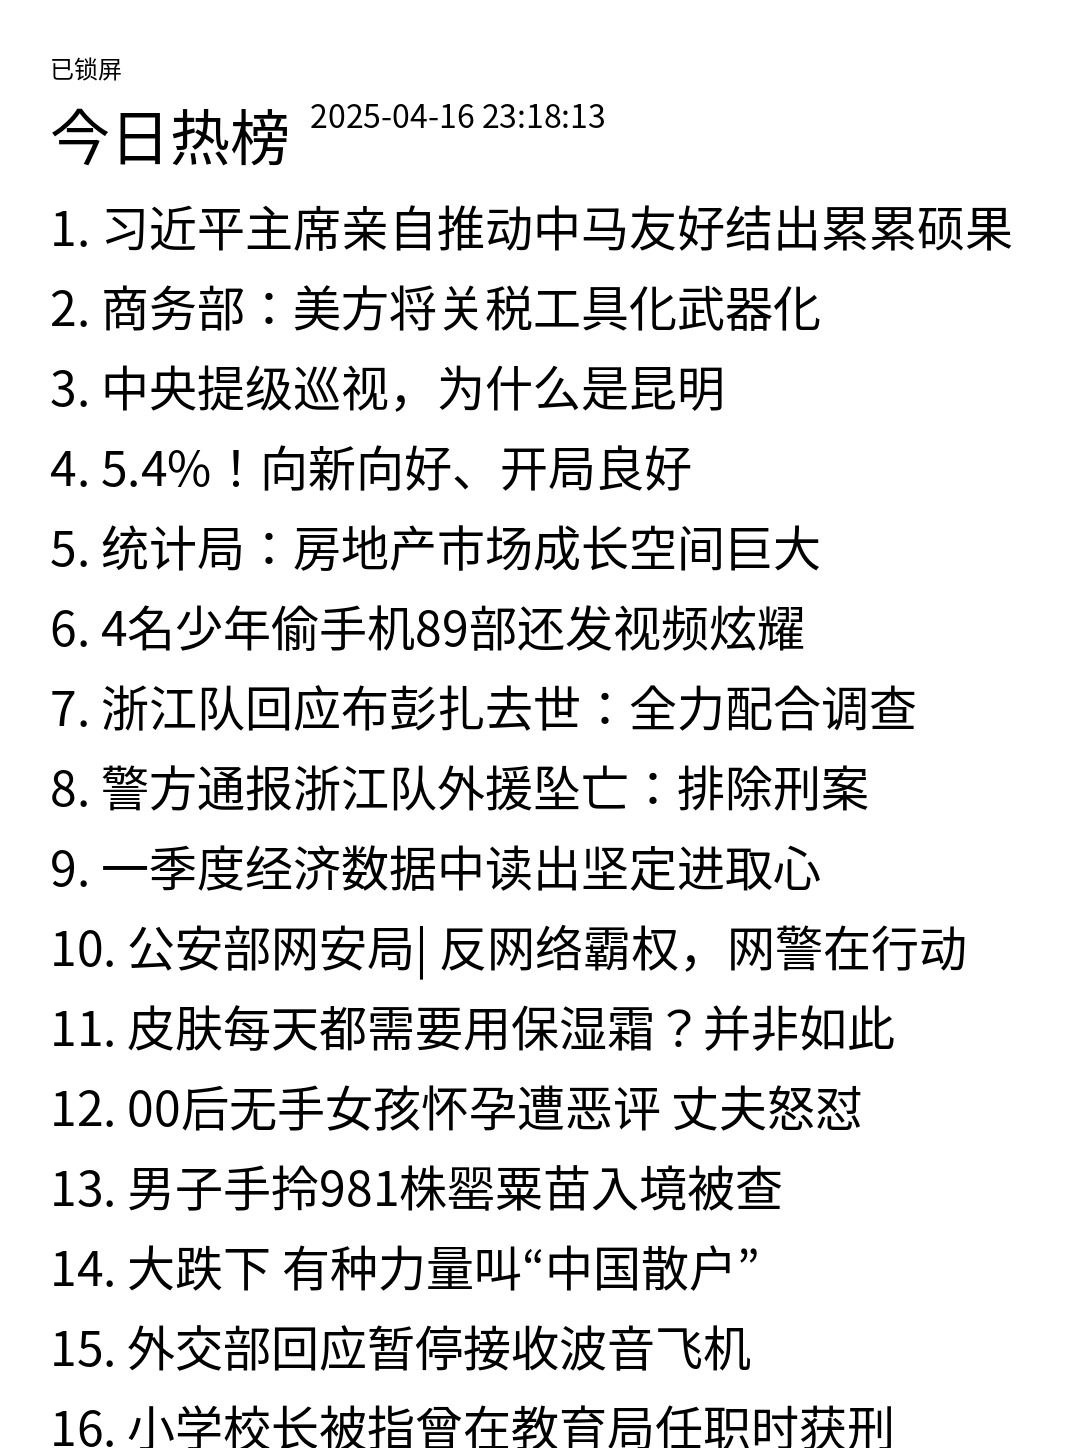 已锁屏
今日热榜 2025-04-16 23:18:13
1. 习近平主席亲自推动中马友好结出累累硕果
2. 商务部：美方将关税工具化武器化
3. 中央提级巡视，为什么是昆明
4. 5.4%！向新向好、开局良好
5. 统计局：房地产市场成长空间巨大
6. 4名少年偷手机89部还发视频炫耀
7. 浙江队回应布彭扎去世：全力配合调查
8. 警方通报浙江队外援坠亡：排除刑案
9. 一季度经济数据中读出坚定进取心
10. 公安部网安局| 反网络霸权，网警在行动
11. 皮肤每天都需要用保湿霜？并非如此
12. 00后无手女孩怀孕遭恶评 丈夫怒怼
13. 男子手拎981株罂粟苗入境被查
14. 大跌下 有种力量叫“中国散户”
15. 外交部回应暂停接收波音飞机
16. 小学校长被指曾在教育局任职时获刑